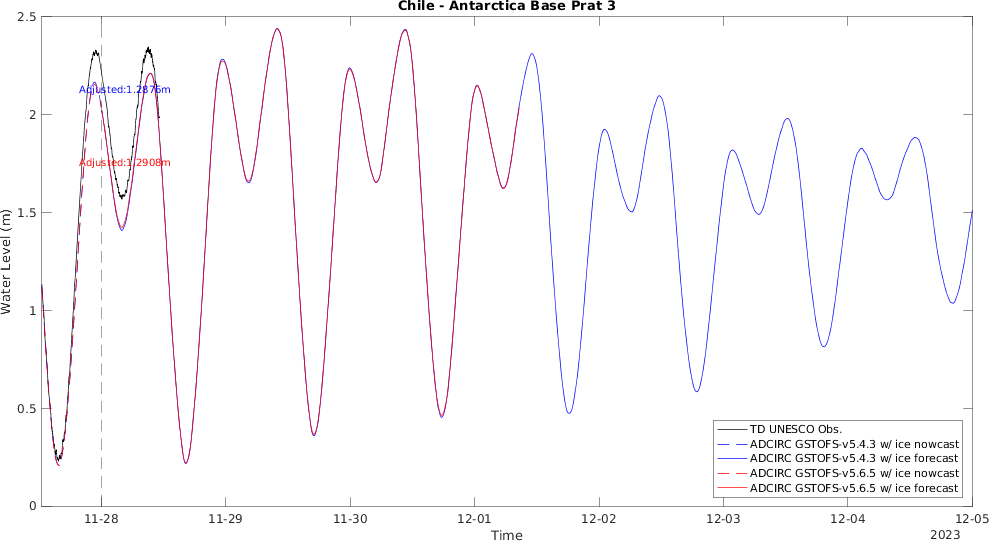 Chile - Antarctica Base Prat 3
2.5
2
1.5
1
0.5
0
Water Level (m)
Adjusted:1.2876m
Adjusted:1.2908m
TD UNESCO Obs.
ADCIRC GSTOFS-v5.4.3 w/ ice nowcast
ADCIRC GSTOFS-v5.4.3 w/ ice forecast
ADCIRC GSTOFS-v5.6.5 w/ ice nowcast
ADCIRC GSTOFS-v5.6.5 w/ ice forecast
11-28 11-29 11-30 12-01 12-02 12-03 12-04 12-05
Time
2023